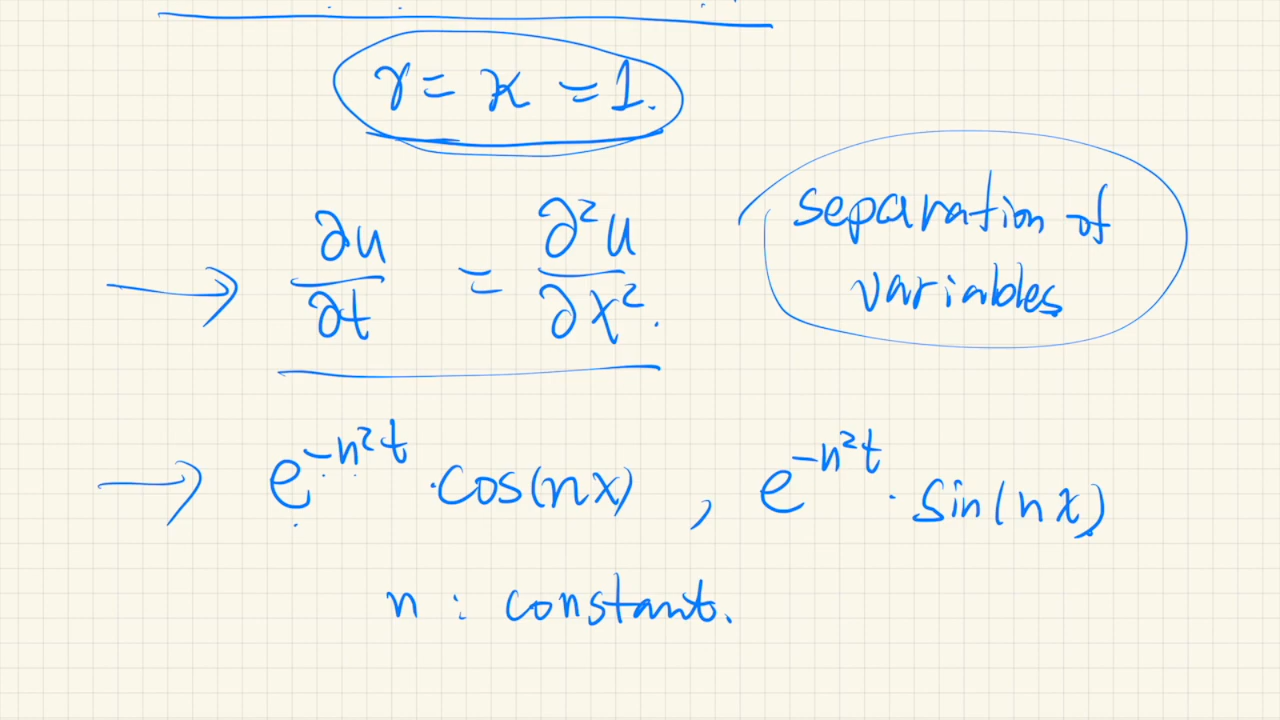 γ = κ = 1.
separation of
variables
→ ∂u/∂t = ∂²u/∂x².
→ e^{-n²t} · cos(nx) , e^{-n²t} · sin(nx)
n : constant.